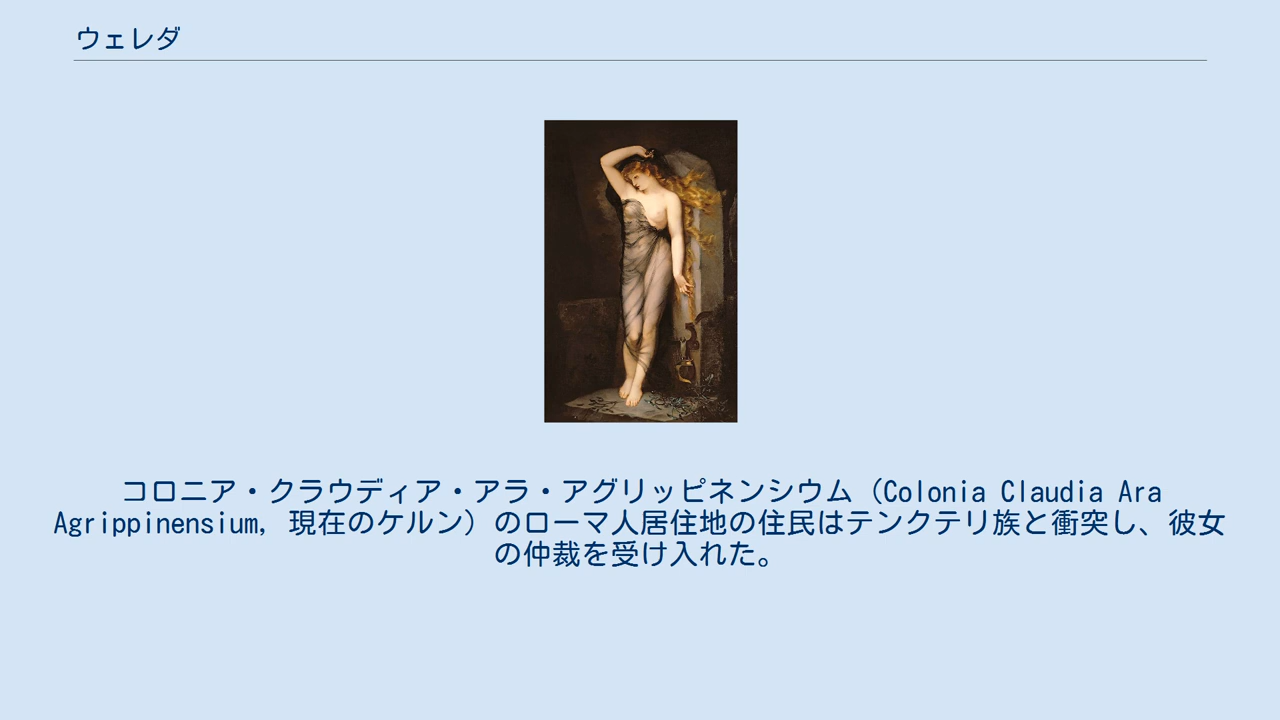 ウェレダ
コロニア・クラウディア・アラ・アグリッピネンシウム（Colonia Claudia Ara
Agrippinensium, 現在のケルン）のローマ人居住地の住民はテンクテリ族と衝突し、彼女
の仲裁を受け入れた。